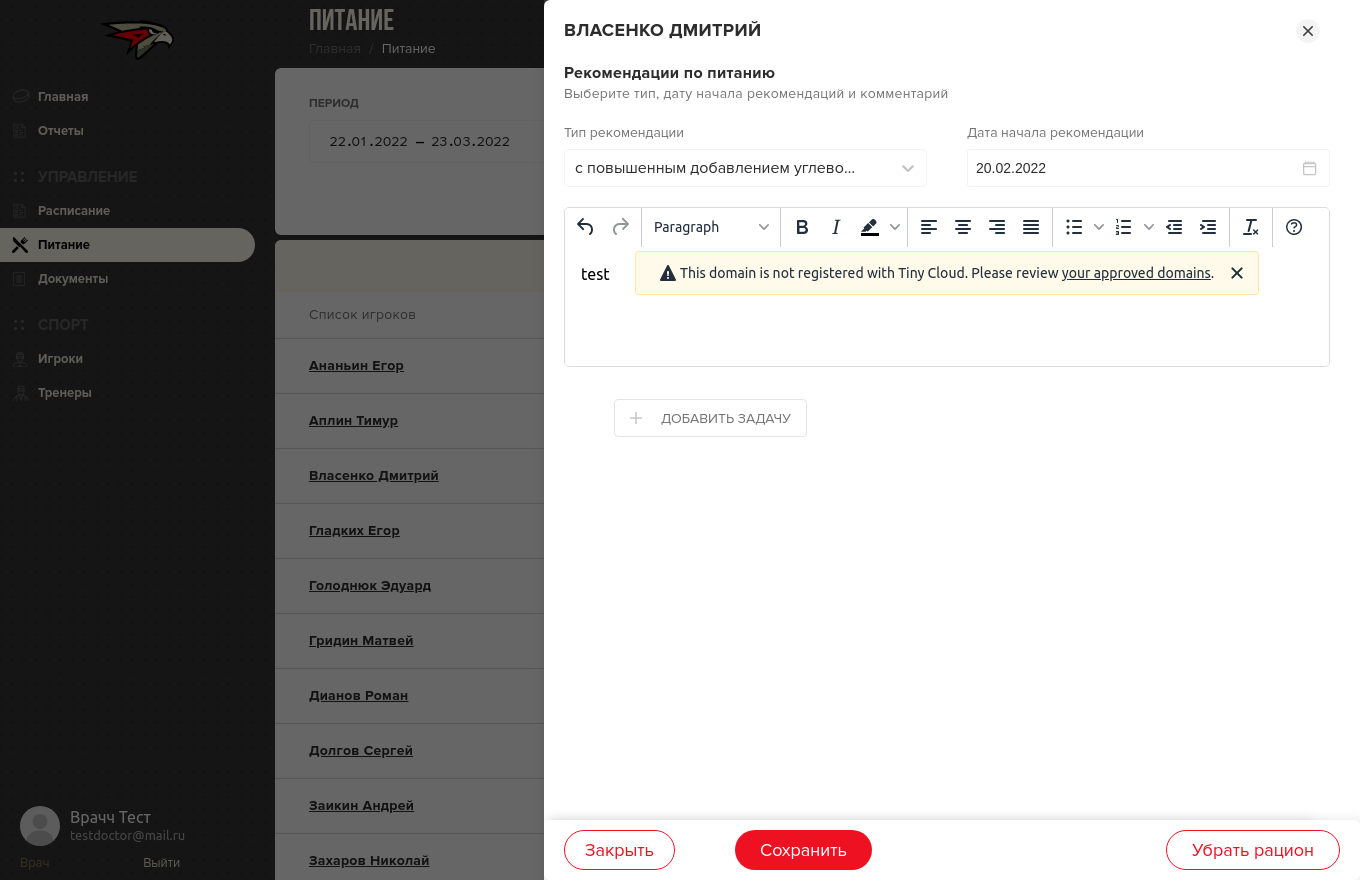 ПИТАНИЕ
Главная / Питание
Главная
Отчеты
УПРАВЛЕНИЕ
Расписание
Питание
Документы
СПОРТ
Игроки
Тренеры
Врачч Тест
testdoctor@mail.ru
Врач
Выйти
ПЕРИОД
22.01.2022 – 23.03.2022
Список игроков
Ананьин Егор
Аплин Тимур
Власенко Дмитрий
Гладких Егор
Голоднюк Эдуард
Гридин Матвей
Дианов Роман
Долгов Сергей
Заикин Андрей
Захаров Николай
ВЛАСЕНКО ДМИТРИЙ
Рекомендации по питанию
Выберите тип, дату начала рекомендаций и комментарий
Тип рекомендации
Дата начала рекомендации
с повышенным добавлением углево...
20.02.2022
Paragraph
test
This domain is not registered with Tiny Cloud. Please review your approved domains.
ДОБАВИТЬ ЗАДАЧУ
Закрыть
Сохранить
Убрать рацион